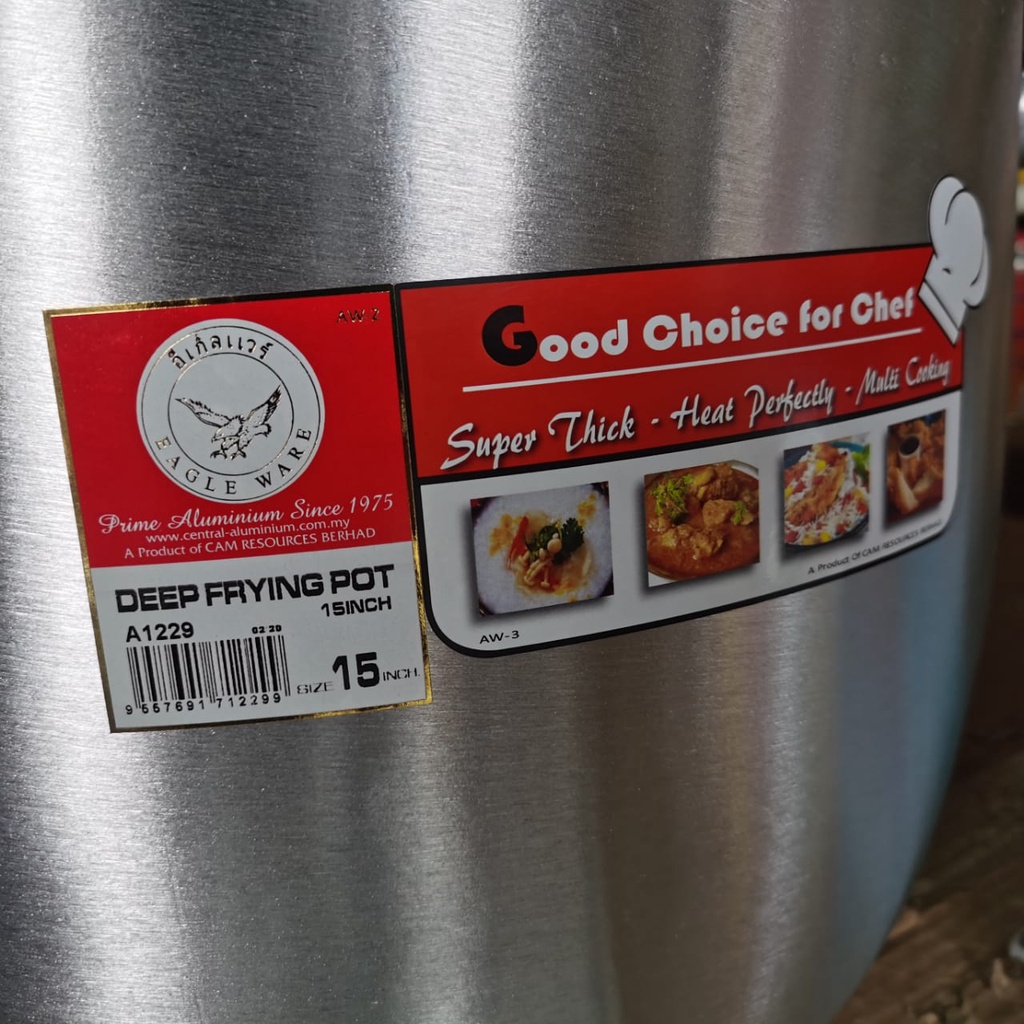 AW-2
อีเกิ้ลแวร์
EAGLE WARE
Prime Aluminium Since 1975
www.central-aluminium.com.my
A Product of CAM RESOURCES BERHAD
DEEP FRYING POT
15INCH
A1229
02 20
9 557691 712299
SIZE 15 INCH.
Good Choice for Chef
Super Thick - Heat Perfectly - Multi Cooking
A Product Of CAM RESOURCES BERHAD
AW-3